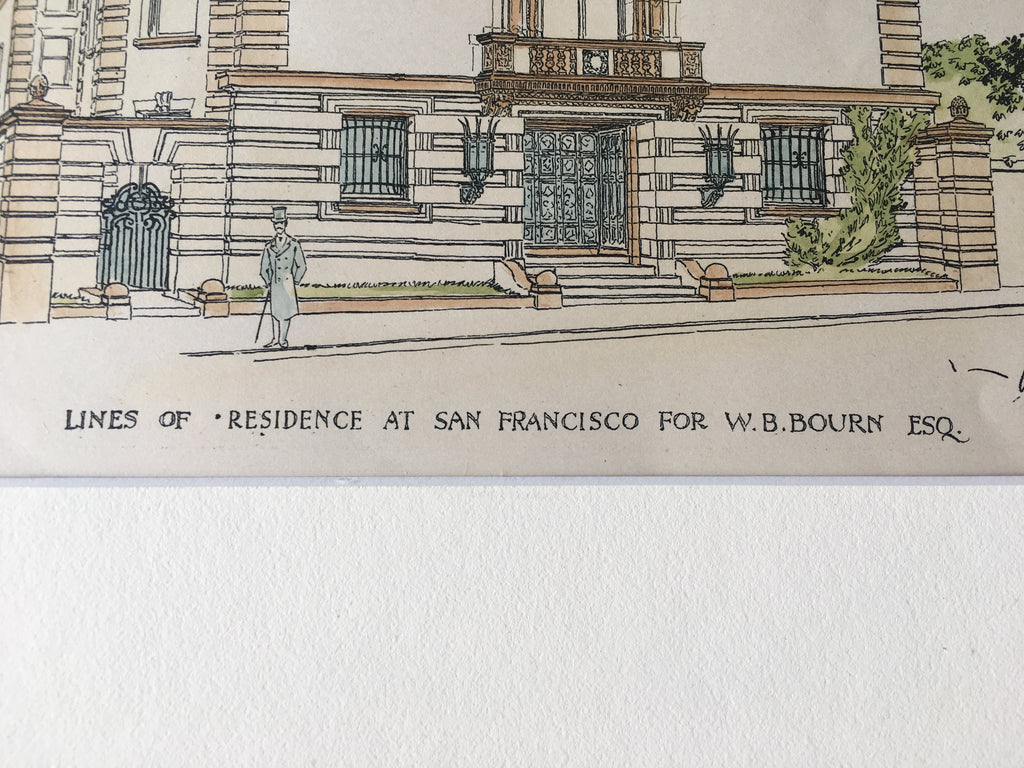 LINES OF • RESIDENCE AT SAN FRANCISCO FOR W.B.BOURN ESQ.